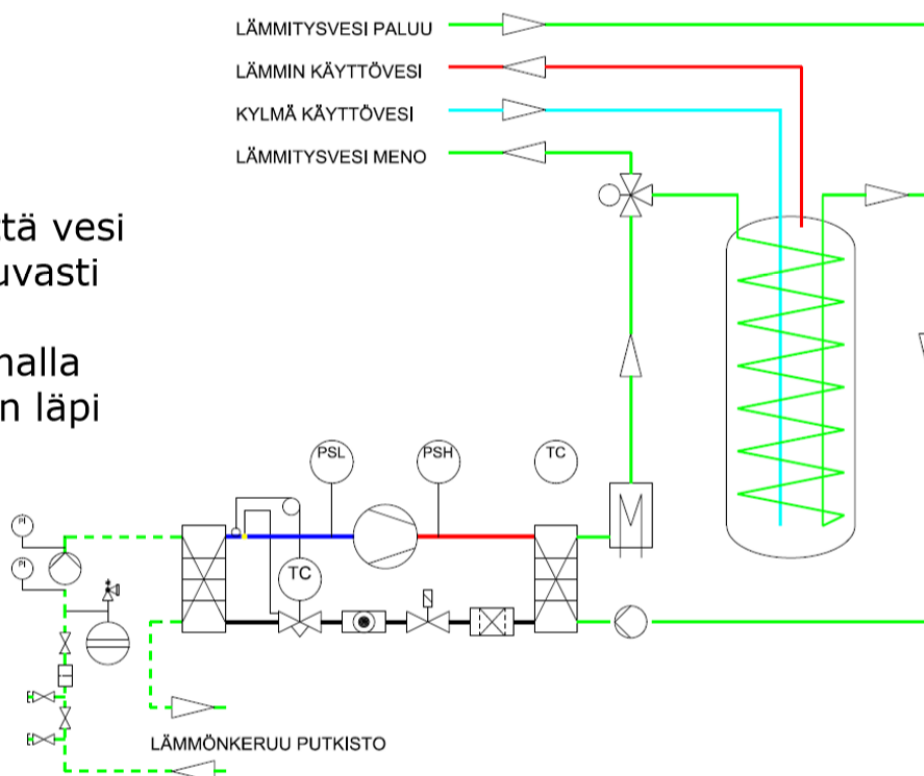 LÄMMITYSVESI PALUU
LÄMMIN KÄYTTÖVESI
KYLMÄ KÄYTTÖVESI
LÄMMITYSVESI MENO
tä vesi
uvasti
nalla
n läpi
PSL
PSH
TC
TC
PI
PI
LÄMMÖNKERUU PUTKISTO